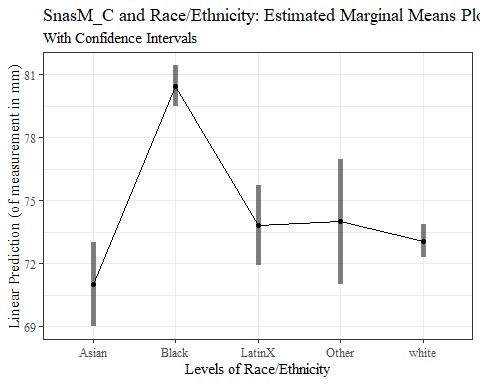 SnasM_C and Race/Ethnicity: Estimated Marginal Means Plo
With Confidence Intervals
Linear Prediction (of measurement in mm)
81
78
75
72
69
Asian
Black
LatinX
Other
white
Levels of Race/Ethnicity